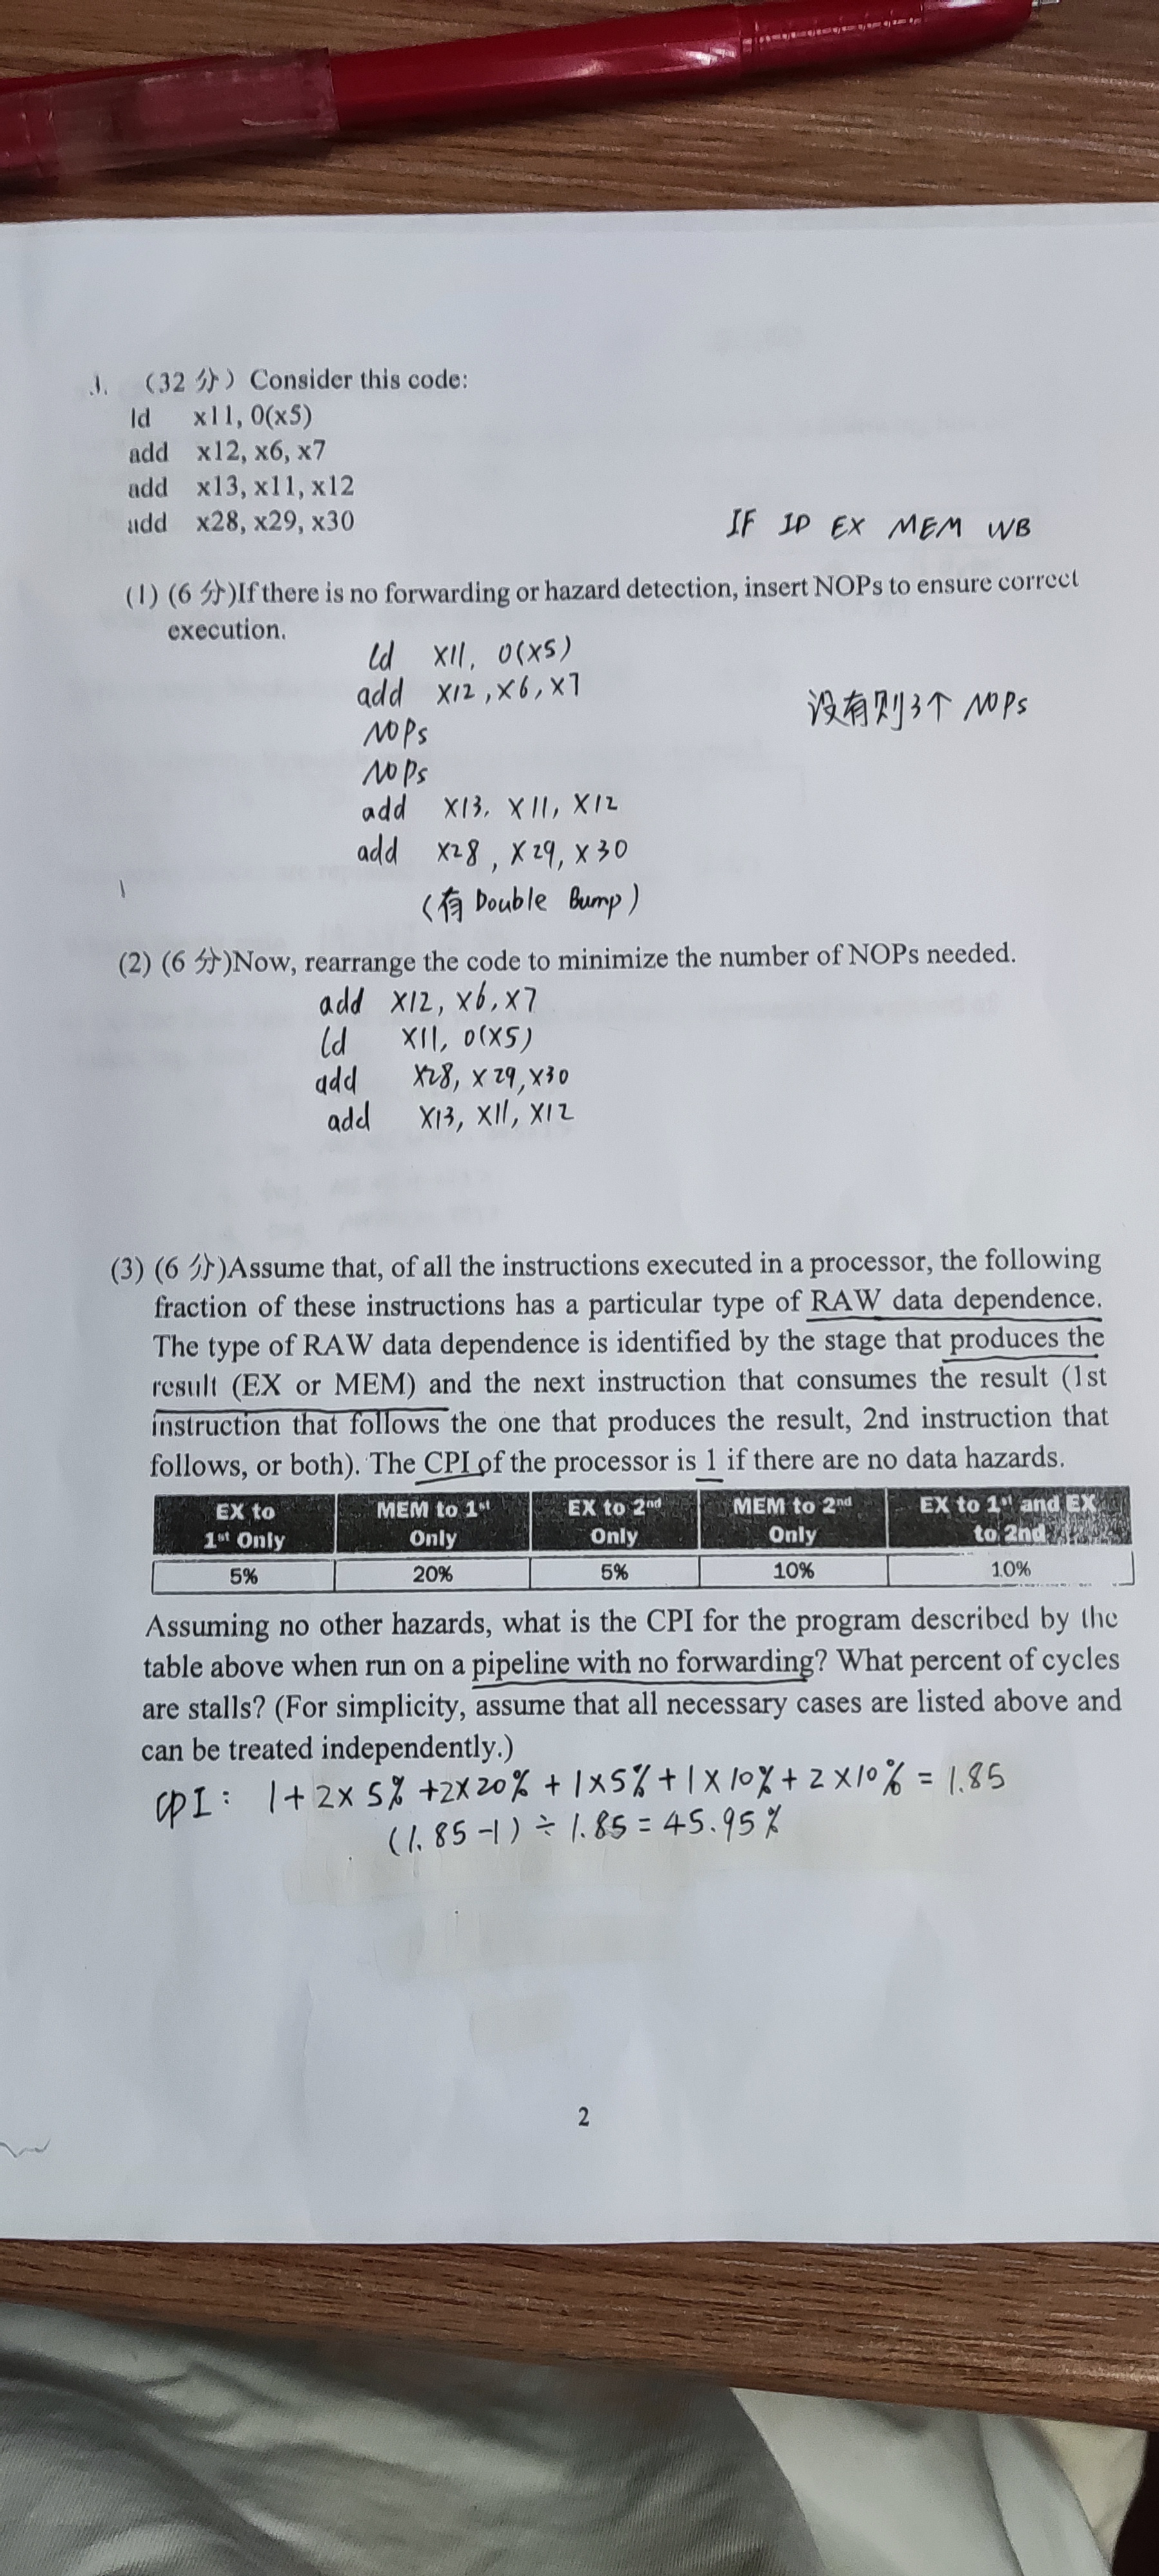 1. （32 分）Consider this code:
ld x11, 0(x5)
add x12, x6, x7
add x13, x11, x12
add x28, x29, x30
IF ID EX MEM WB
(1) (6 分)If there is no forwarding or hazard detection, insert NOPs to ensure correct
execution.
ld x11, 0(x5)
add x12, x6, x7
NOPs
没有则3个 NOPs
NOPs
add x13, x11, x12
add x28, x29, x30
(有 Double Bump)
(2) (6 分)Now, rearrange the code to minimize the number of NOPs needed.
add x12, x6, x7
ld x11, 0(x5)
add x28, x29, x30
add x13, x11, x12
(3) (6 分)Assume that, of all the instructions executed in a processor, the following
fraction of these instructions has a particular type of RAW data dependence.
The type of RAW data dependence is identified by the stage that produces the
result (EX or MEM) and the next instruction that consumes the result (1st
instruction that follows the one that produces the result, 2nd instruction that
follows, or both). The CPI of the processor is 1 if there are no data hazards.
EX to 1st Only MEM to 1st Only EX to 2nd Only MEM to 2nd Only EX to 1st and EX to 2nd
5% 20% 5% 10% 10%
Assuming no other hazards, what is the CPI for the program described by the
table above when run on a pipeline with no forwarding? What percent of cycles
are stalls? (For simplicity, assume that all necessary cases are listed above and
can be treated independently.)
CPI: 1+2×5%+2×20%+1×5%+1×10%+2×10%=1.85
(1.85-1)÷1.85=45.95%
2